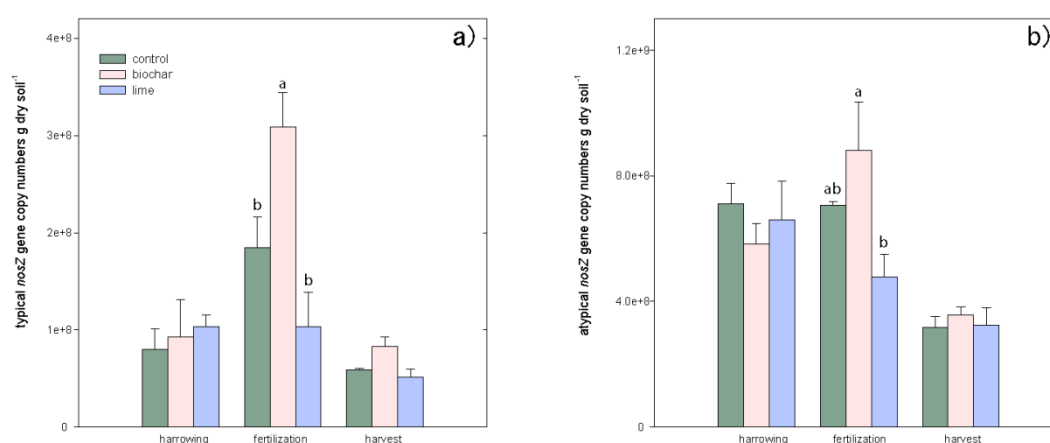 a)
typical nosZ gene copy numbers g dry soil⁻¹
4e+8
3e+8
2e+8
1e+8
0
control
biochar
lime
b
a
b
harrowing
fertilization
harvest
b)
atypical nosZ gene copy numbers g dry soil⁻¹
1.2e+9
8.0e+8
4.0e+8
0
ab
a
b
harrowing
fertilization
harvest